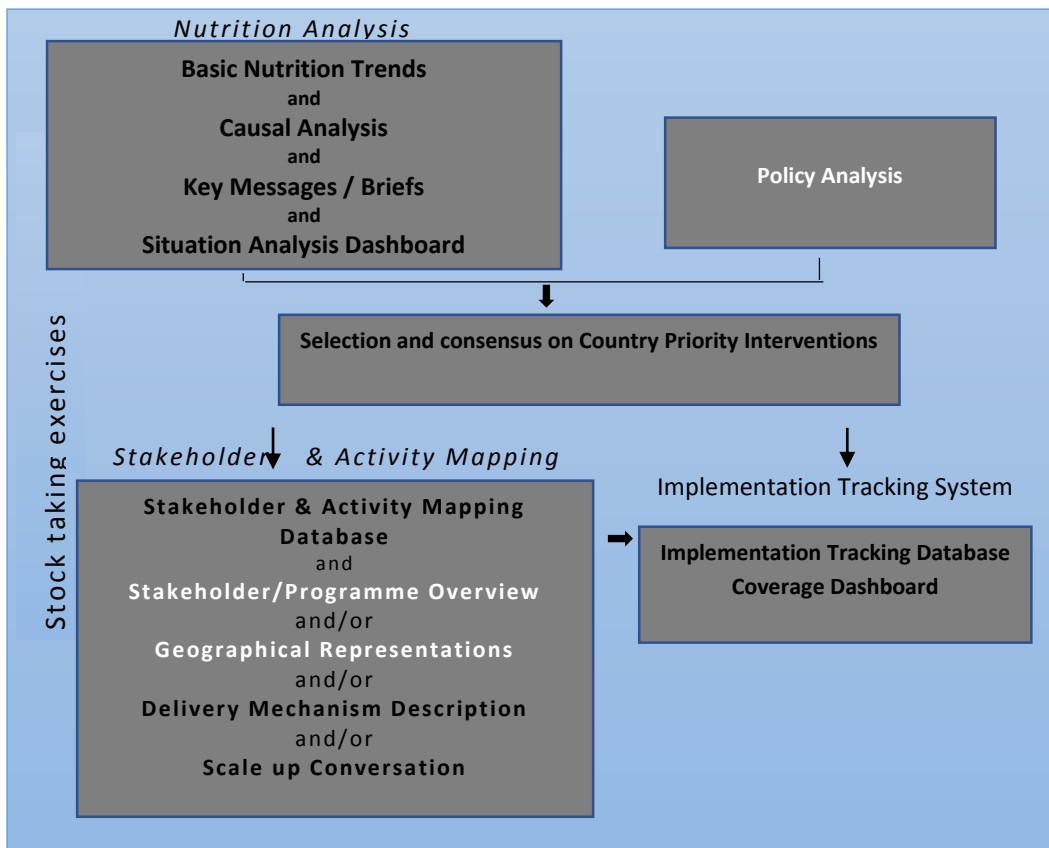 Nutrition Analysis
Basic Nutrition Trends
and
Causal Analysis
and
Key Messages / Briefs
and
Situation Analysis Dashboard
Policy Analysis
Selection and consensus on Country Priority Interventions
Stock taking exercises
Stakeholder & Activity Mapping
Stakeholder & Activity Mapping
Database
and
Stakeholder/Programme Overview
and/or
Geographical Representations
and/or
Delivery Mechanism Description
and/or
Scale up Conversation
Implementation Tracking System
Implementation Tracking Database
Coverage Dashboard